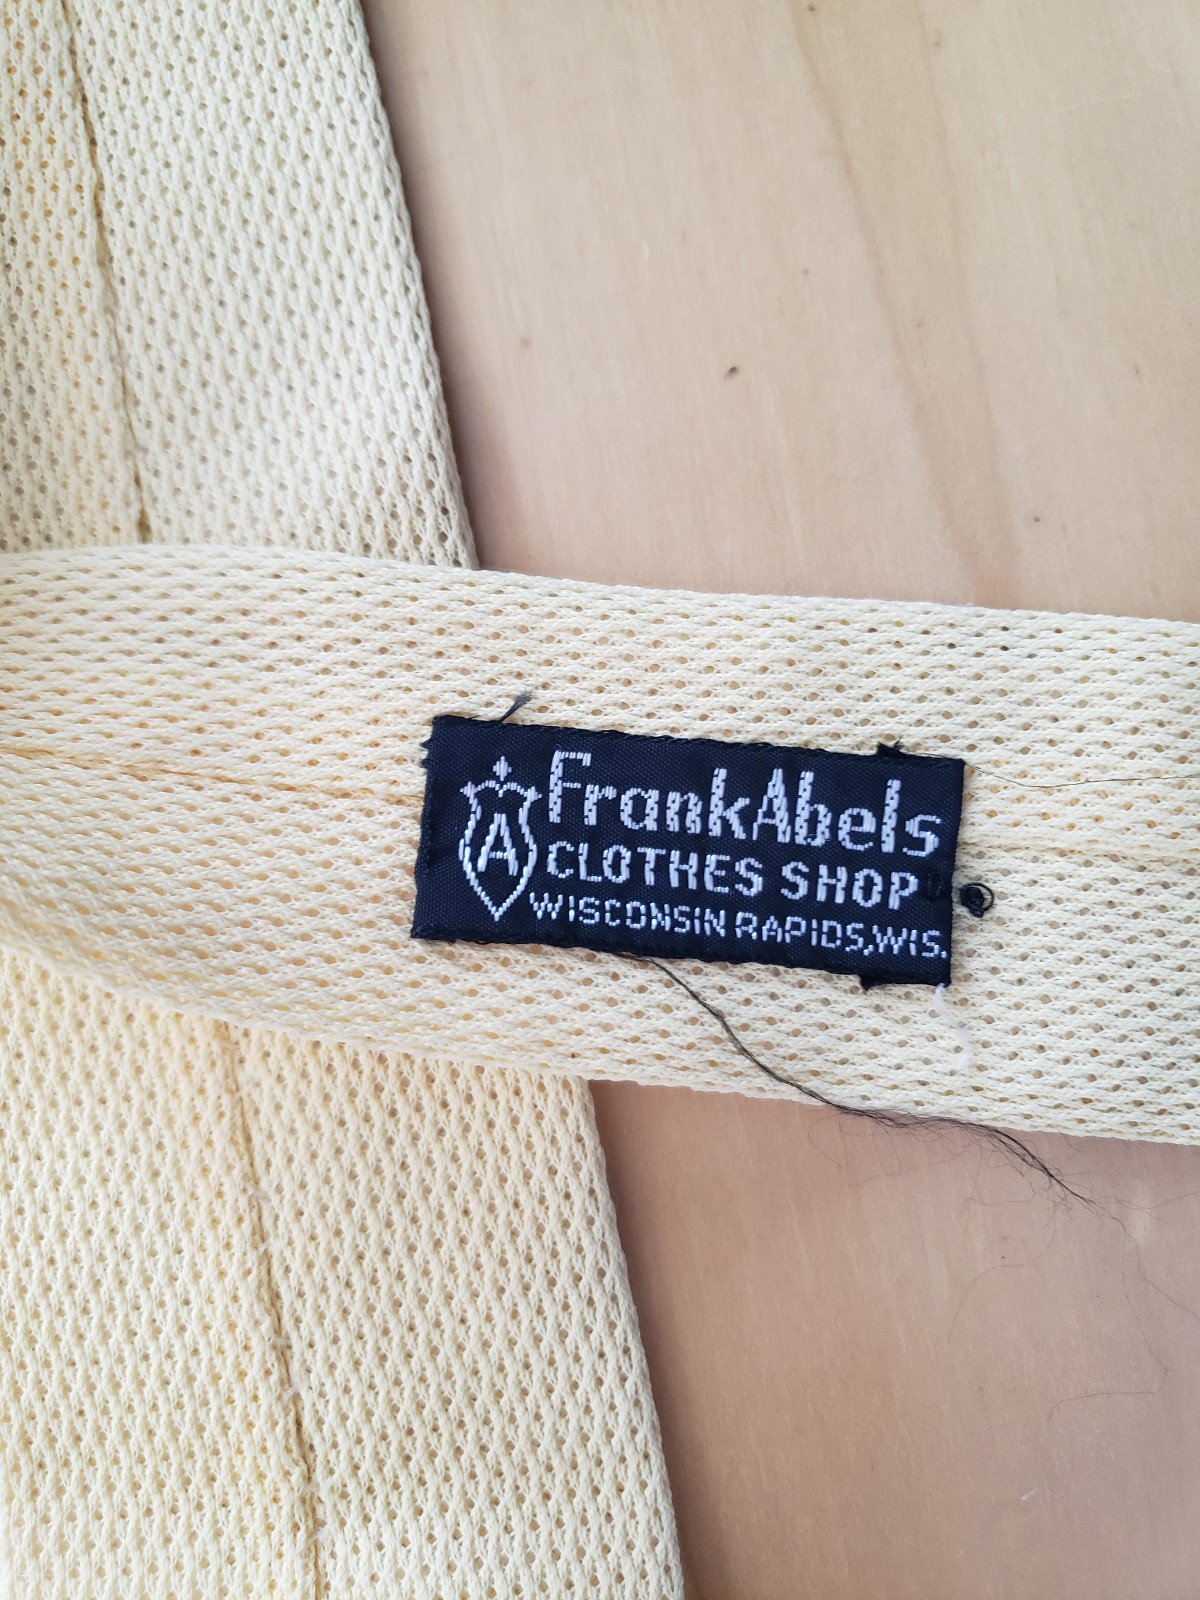 A
FrankAbels
CLOTHES SHOP
WISCONSIN RAPIDS, WIS.